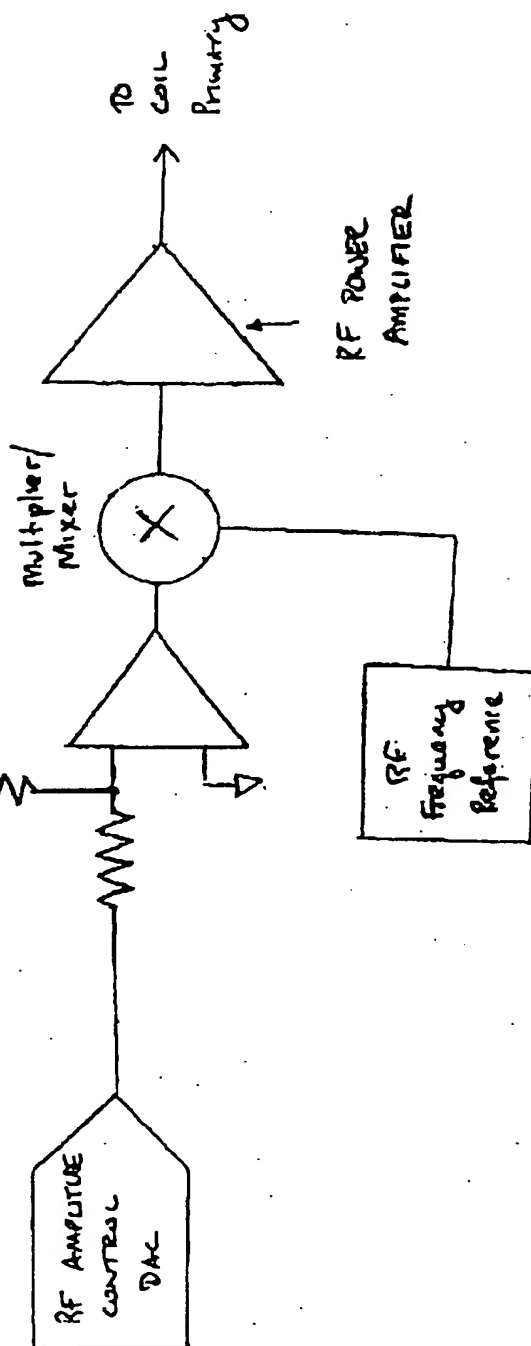 RF AMPLITUDE
CONTROL
DAC
Multiplier/
Mixer
RF
Frequency
Reference
RF POWER
AMPLIFIER
TO
COIL
Primary